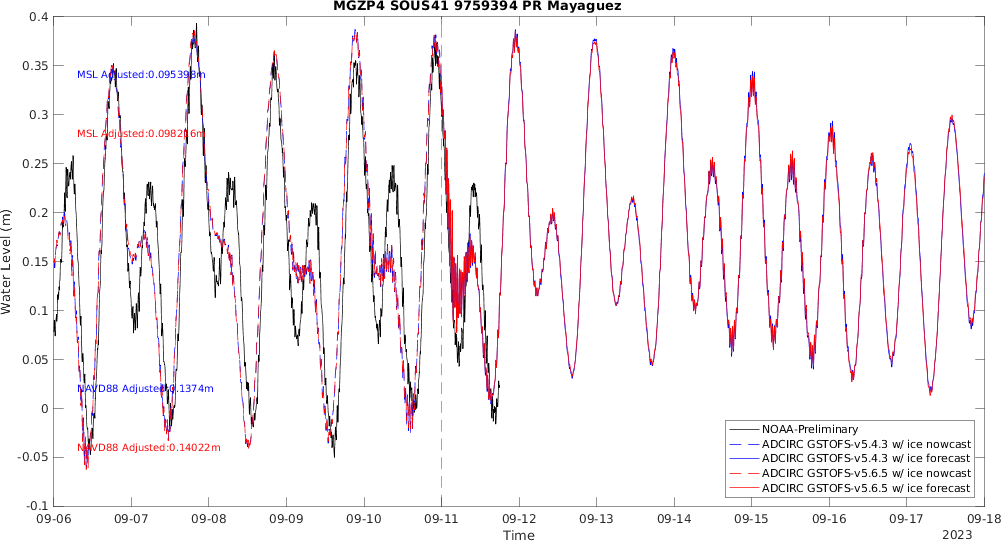 MGZP4 SOUS41 9759394 PR Mayaguez
0.4
0.35
0.3
0.25
0.2
0.15
0.1
0.05
0
-0.05
-0.1
Water Level (m)
MSL Adjusted:0.095398m
MSL Adjusted:0.098226m
NAVD88 Adjusted:0.1374m
NAVD88 Adjusted:0.14022m
NOAA-Preliminary
ADCIRC GSTOFS-v5.4.3 w/ ice nowcast
ADCIRC GSTOFS-v5.4.3 w/ ice forecast
ADCIRC GSTOFS-v5.6.5 w/ ice nowcast
ADCIRC GSTOFS-v5.6.5 w/ ice forecast
09-06 09-07 09-08 09-09 09-10 09-11 09-12 09-13 09-14 09-15 09-16 09-17 09-18
Time
2023